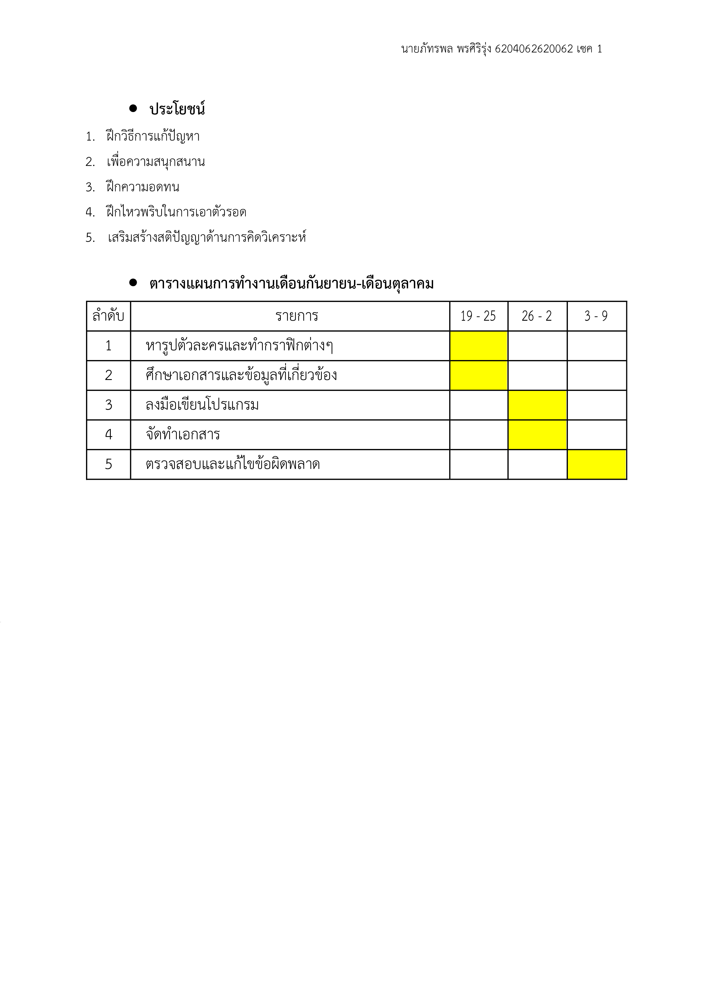 นายภัทรพล พรศิริรุ่ง 6204062620062 เซค 1
● ประโยชน์
1. ฝึกวิธีการแก้ปัญหา
2. เพื่อความสนุกสนาน
3. ฝึกความอดทน
4. ฝึกไหวพริบในการเอาตัวรอด
5. เสริมสร้างสติปัญญาด้านการคิดวิเคราะห์
● ตารางแผนการทำงานเดือนกันยายน-เดือนตุลาคม
ลำดับ รายการ 19 - 25 26 - 2 3 - 9
1 หารูปตัวละครและทำกราฟิกต่างๆ
2 ศึกษาเอกสารและข้อมูลที่เกี่ยวข้อง
3 ลงมือเขียนโปรแกรม
4 จัดทำเอกสาร
5 ตรวจสอบและแก้ไขข้อผิดพลาด